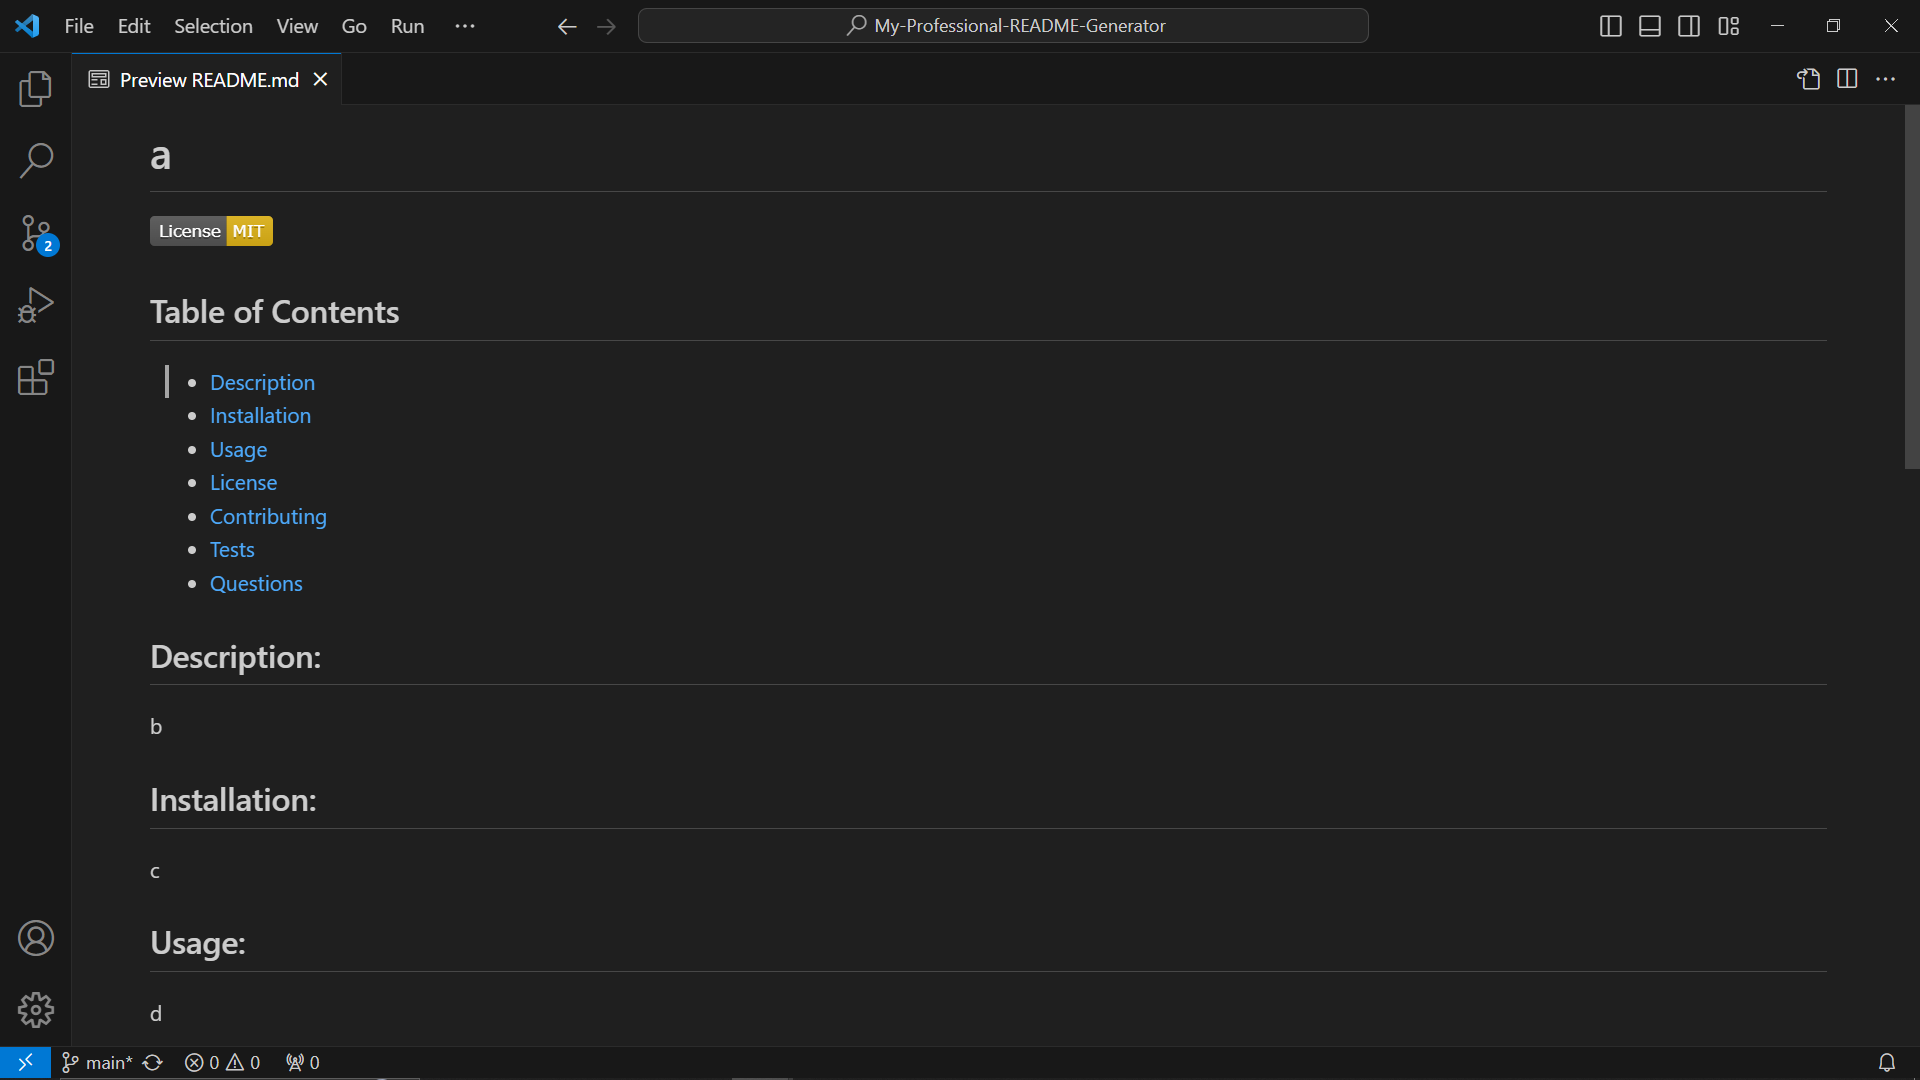 File Edit Selection View Go Run ···
My-Professional-README-Generator
Preview README.md
a
License MIT
Table of Contents
Description
Installation
Usage
License
Contributing
Tests
Questions
Description:
b
Installation:
c
Usage:
d
2
main* 0 0 0